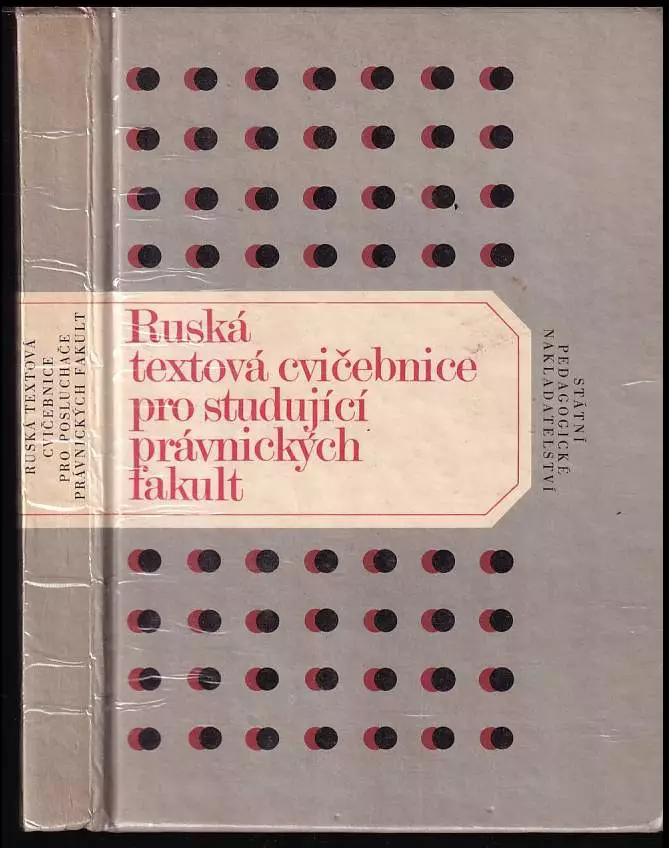 RUSKÁ TEXTOVÁ
CVIČEBNICE
PRO POSLUCHAČE
PRÁVNICKÝCH FAKULT
Ruská
textová cvičebnice
pro studující
právnických
fakult
STÁTNÍ
PEDAGOGICKÉ
NAKLADATELSTVÍ